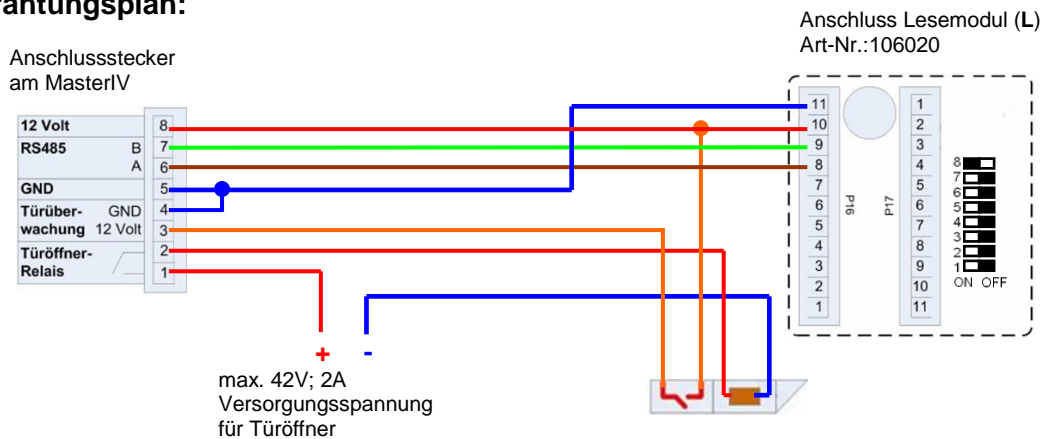 rahtungsplan:
Anschluss Lesemodul (L)
Art-Nr.:106020
Anschlussstecker
am MasterIV
12 Volt 8
RS485 B 7
A 6
GND 5
Türüber- GND 4
wachung 12 Volt 3
Türöffner- 2
Relais 1
11
10
9
8
7
6
5
4
3
2
1
P16
P17
1
2
3
4
5
6
7
8
9
10
11
8
7
6
5
4
3
2
1
ON OFF
+ -
max. 42V; 2A
Versorgungsspannung
für Türöffner